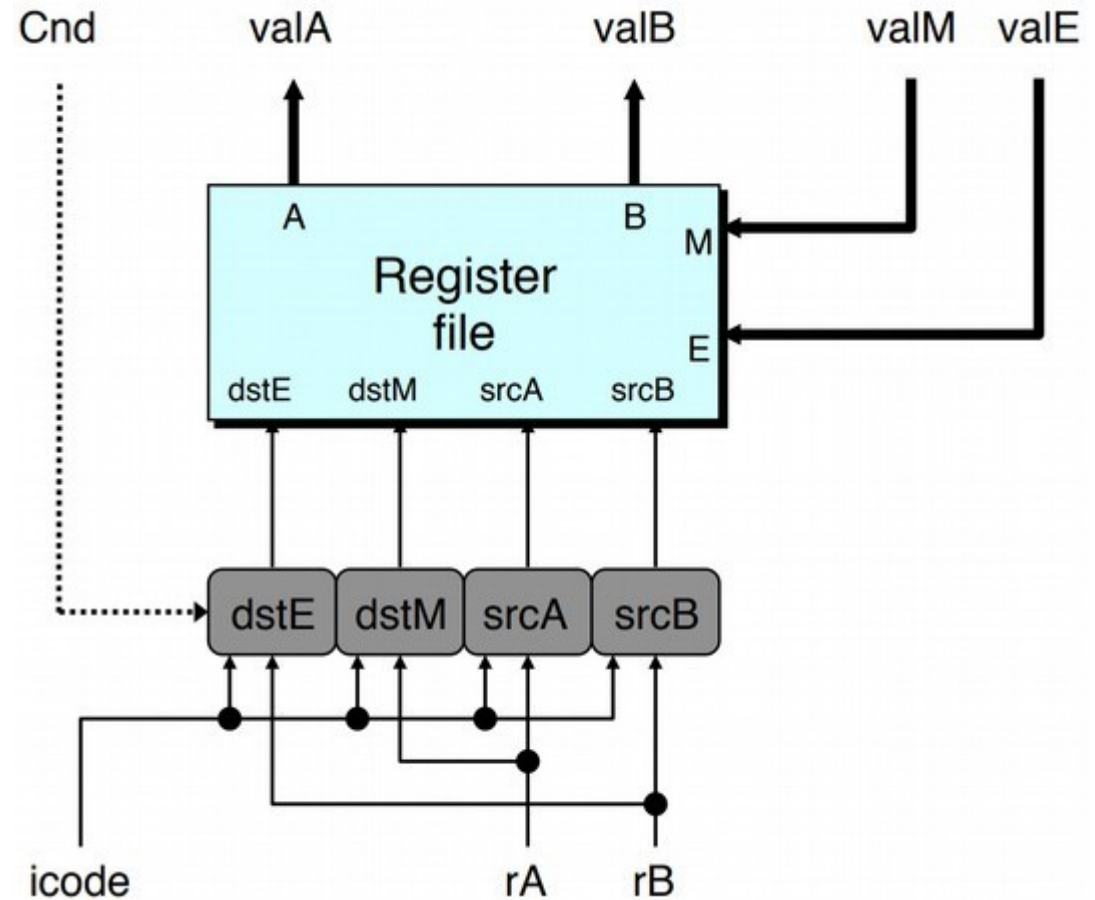 Cnd valA valB valM valE
A B
M
Register
file
E
dstE dstM srcA srcB
dstE dstM srcA srcB
icode rA rB